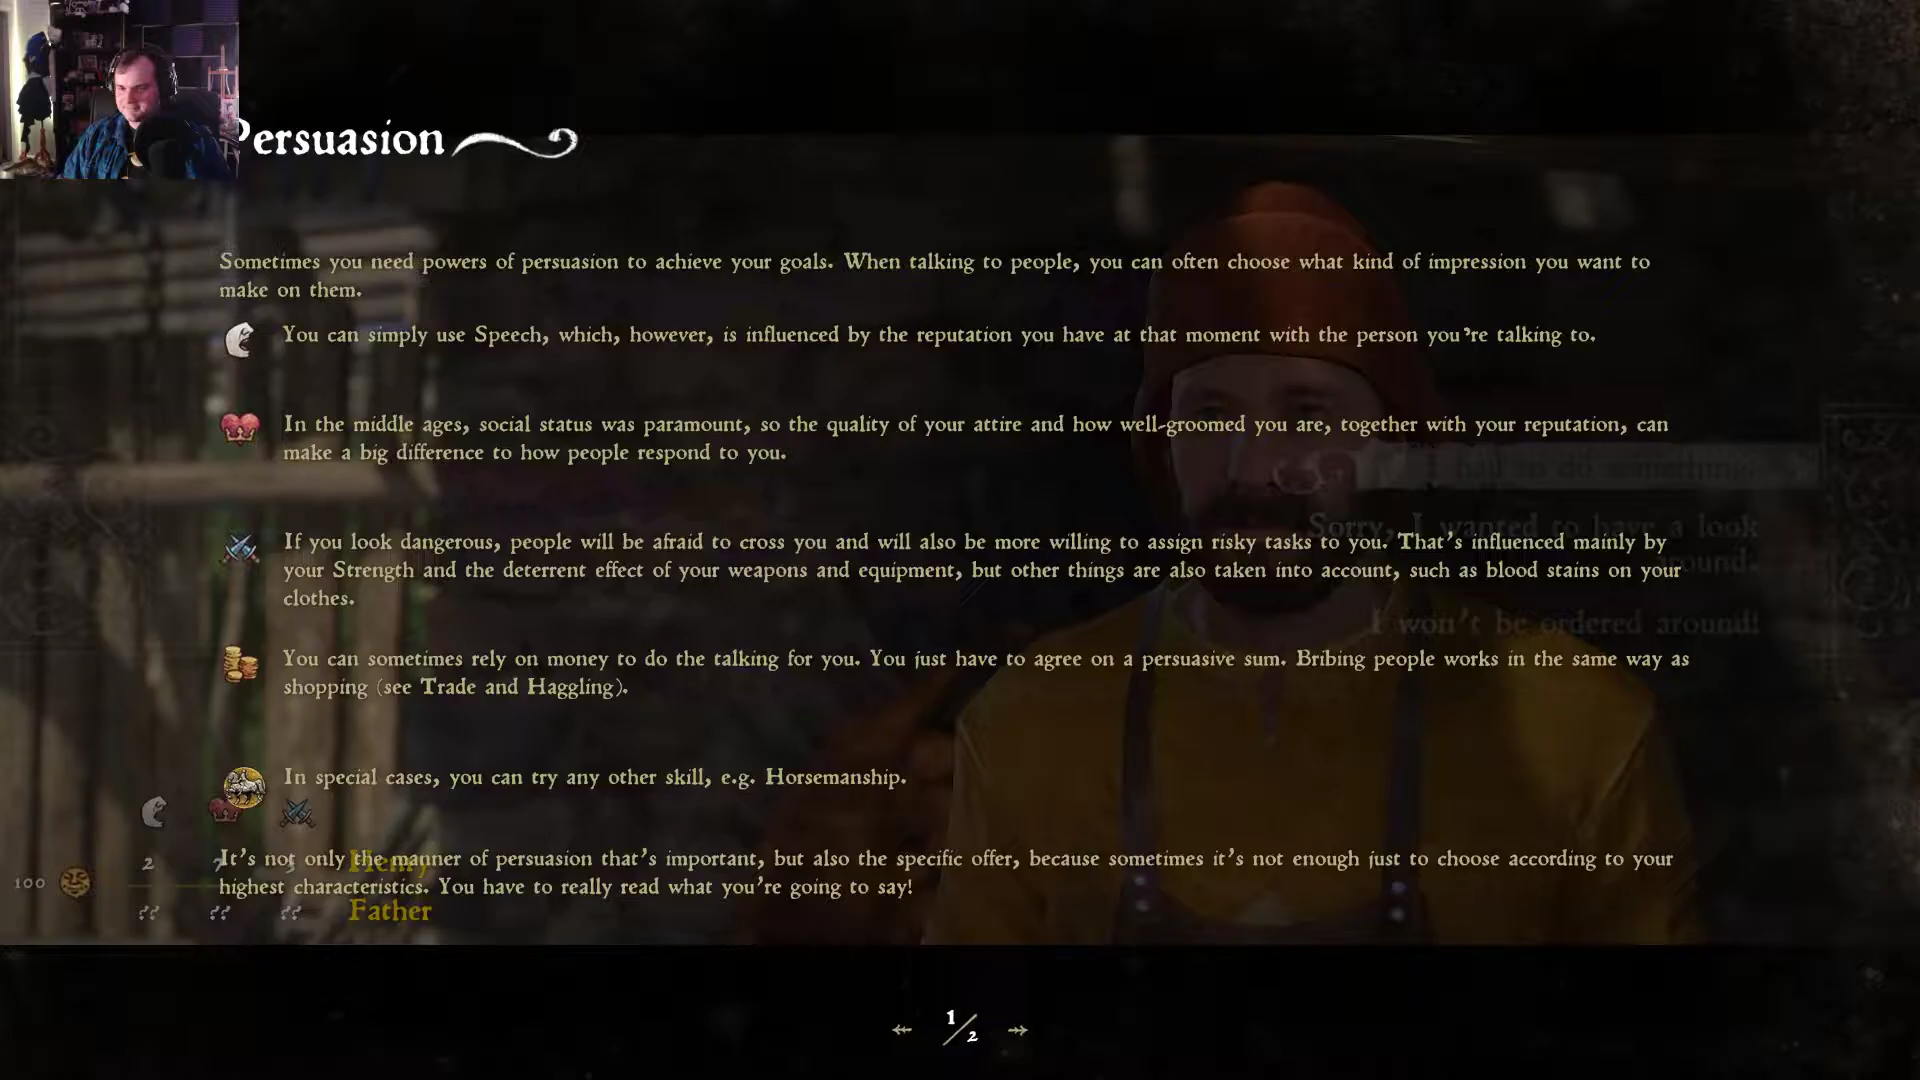 Persuasion
Sometimes you need powers of persuasion to achieve your goals. When talking to people, you can often choose what kind of impression you want to
make on them.
You can simply use Speech, which, however, is influenced by the reputation you have at that moment with the person you're talking to.
In the middle ages, social status was paramount, so the quality of your attire and how well-groomed you are, together with your reputation, can
make a big difference to how people respond to you.
I had to do something.
Sorry, I wanted to have a look
around.
If you look dangerous, people will be afraid to cross you and will also be more willing to assign risky tasks to you. That's influenced mainly by
your Strength and the deterrent effect of your weapons and equipment, but other things are also taken into account, such as blood stains on your
clothes.
I won't be ordered around!
You can sometimes rely on money to do the talking for you. You just have to agree on a persuasive sum. Bribing people works in the same way as
shopping (see Trade and Haggling).
In special cases, you can try any other skill, e.g. Horsemanship.
It's not only the manner of persuasion that's important, but also the specific offer, because sometimes it's not enough just to choose according to your
highest characteristics. You have to really read what you're going to say!
100
2
Henry
?? ?? ?? Father
1/2